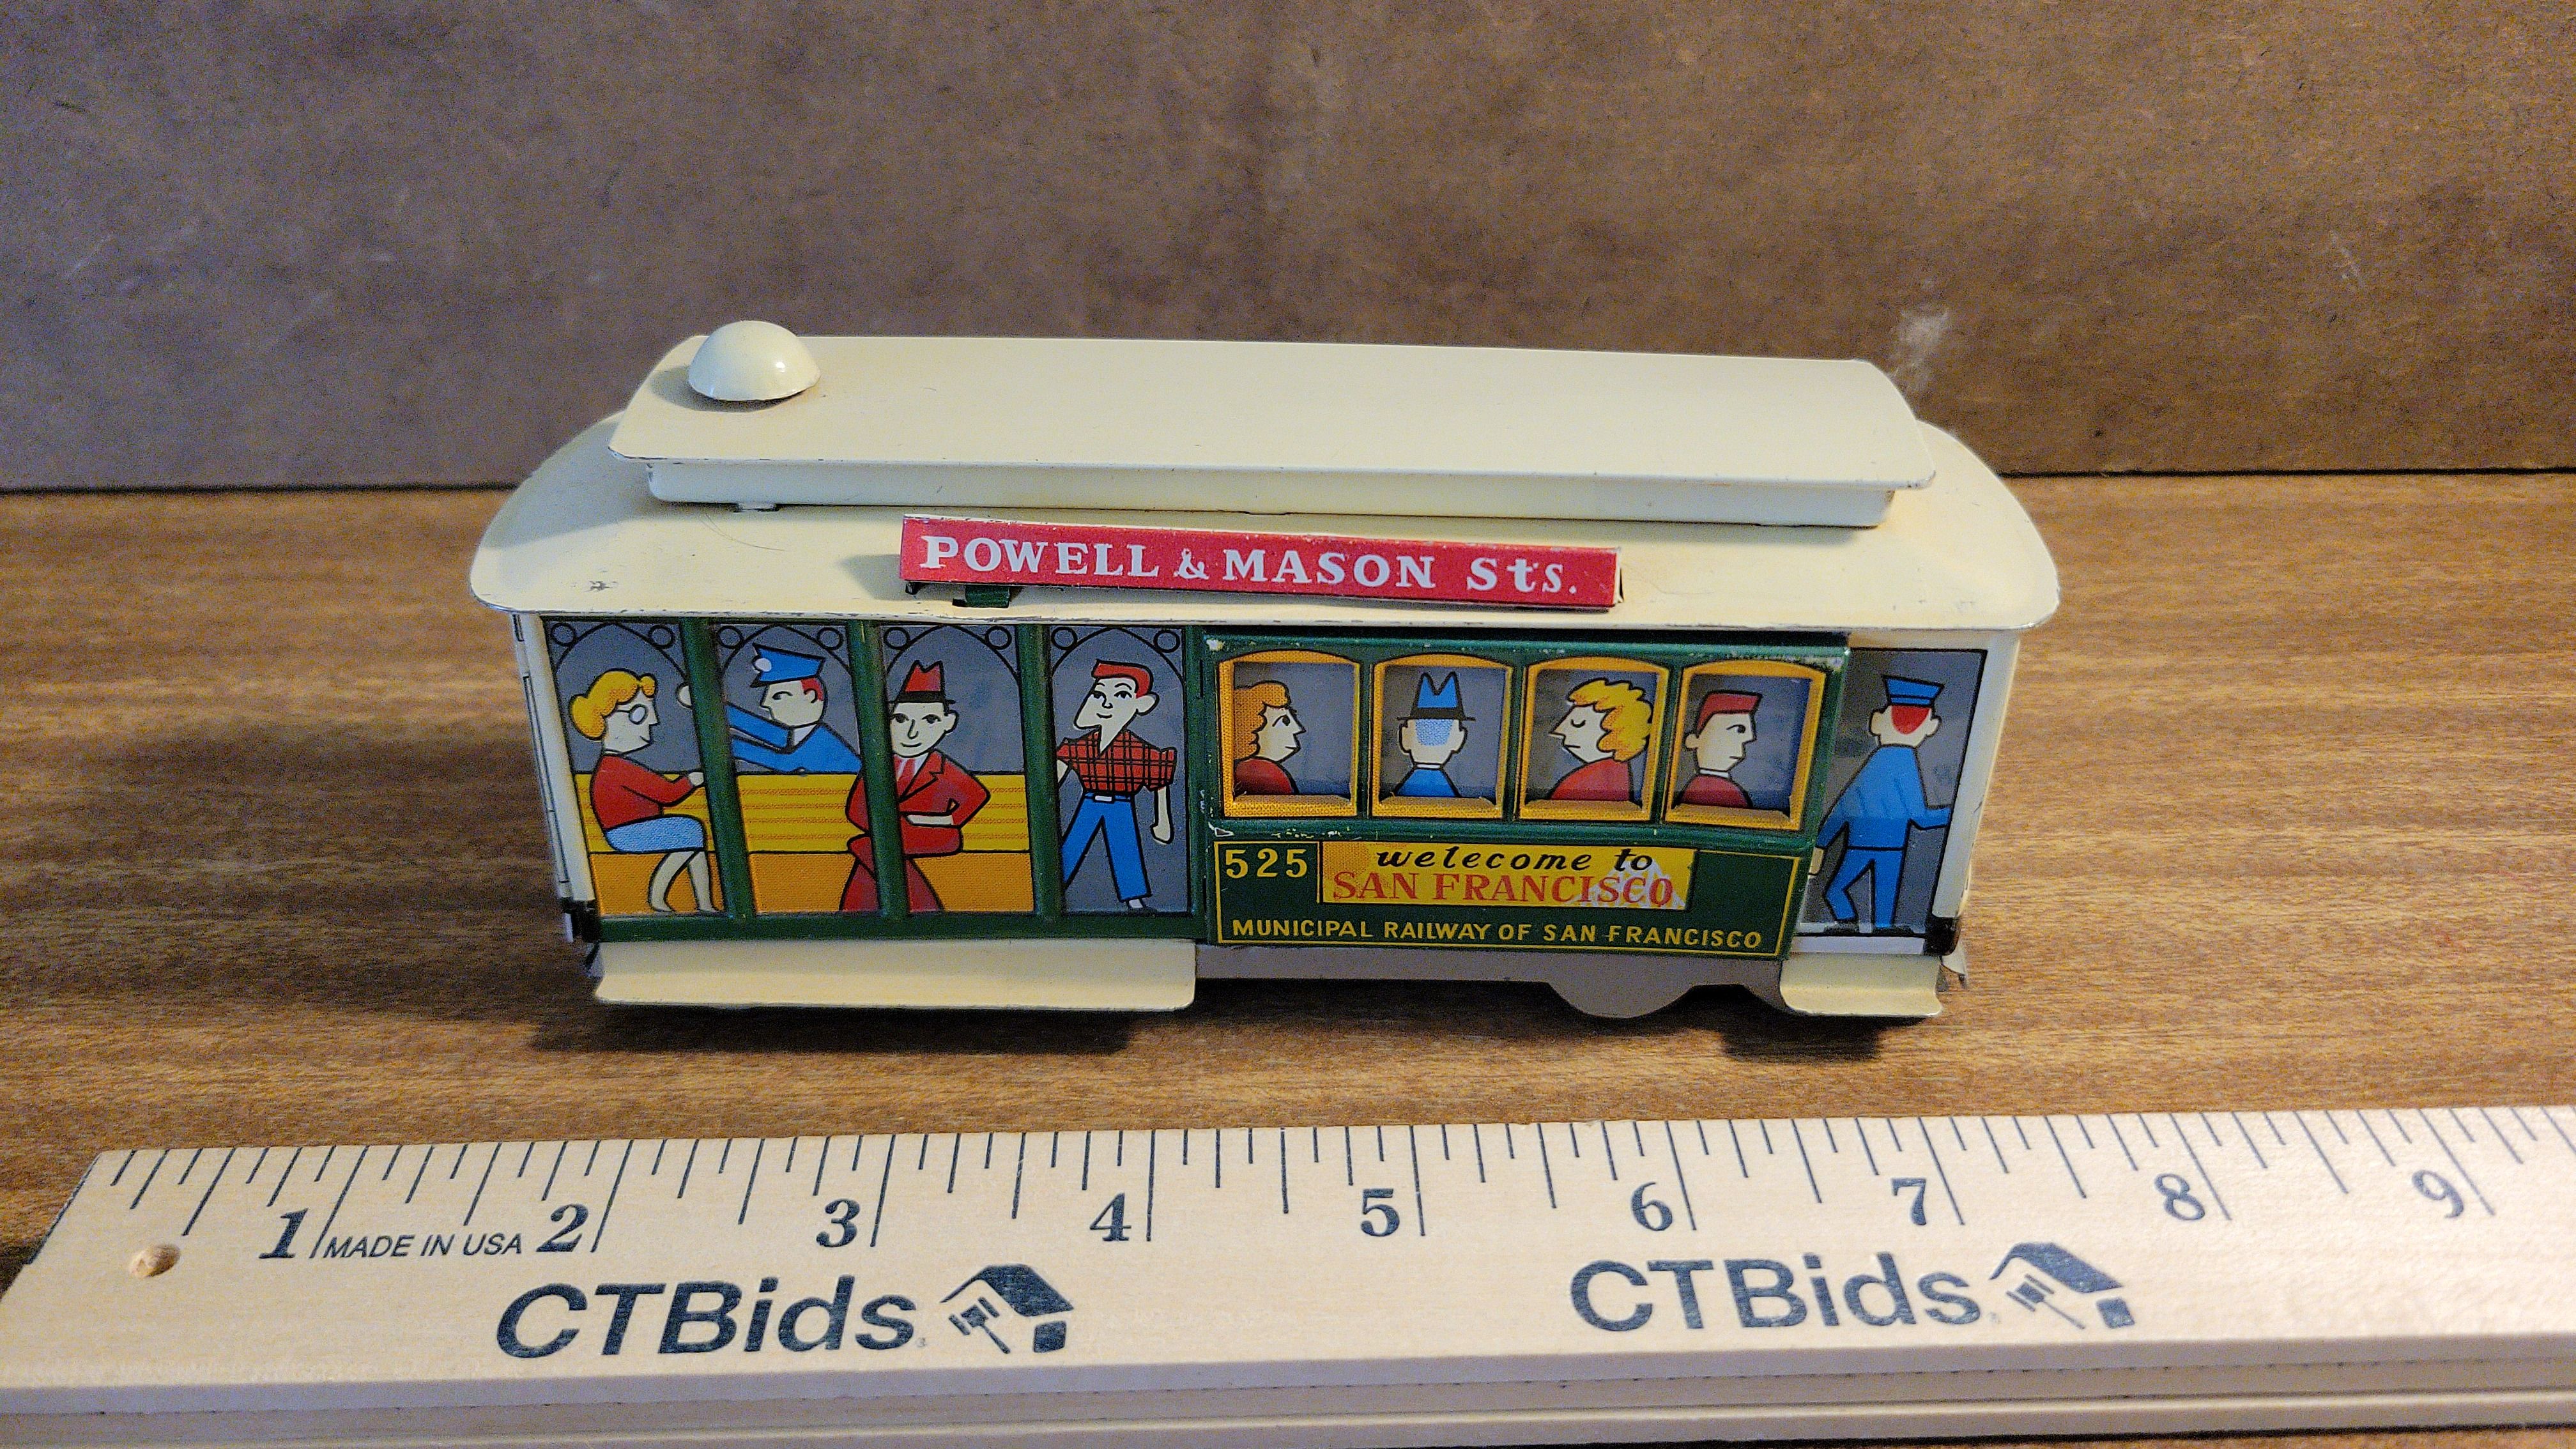 POWELL & MASON Sts.
525
welecome to
SAN FRANCISCO
MUNICIPAL RAILWAY OF SAN FRANCISCO
1 2 3 4 5 6 7 8 9
MADE IN USA
CTBids
CTBids